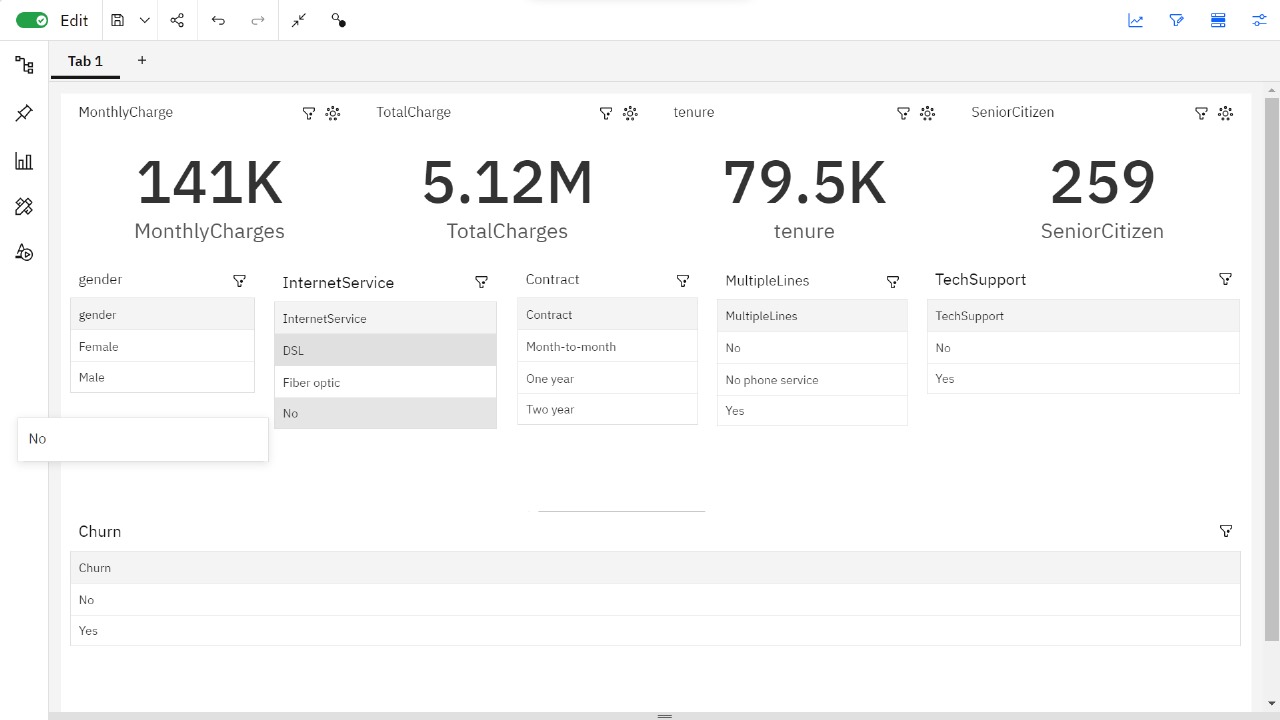 Edit
Tab 1 +
MonthlyCharge
TotalCharge
tenure
SeniorCitizen
141K
MonthlyCharges
5.12M
TotalCharges
79.5K
tenure
259
SeniorCitizen
gender
gender
Female
Male
InternetService
InternetService
DSL
Fiber optic
No
Contract
Contract
Month-to-month
One year
Two year
MultipleLines
MultipleLines
No
No phone service
Yes
TechSupport
TechSupport
No
Yes
No
Churn
Churn
No
Yes